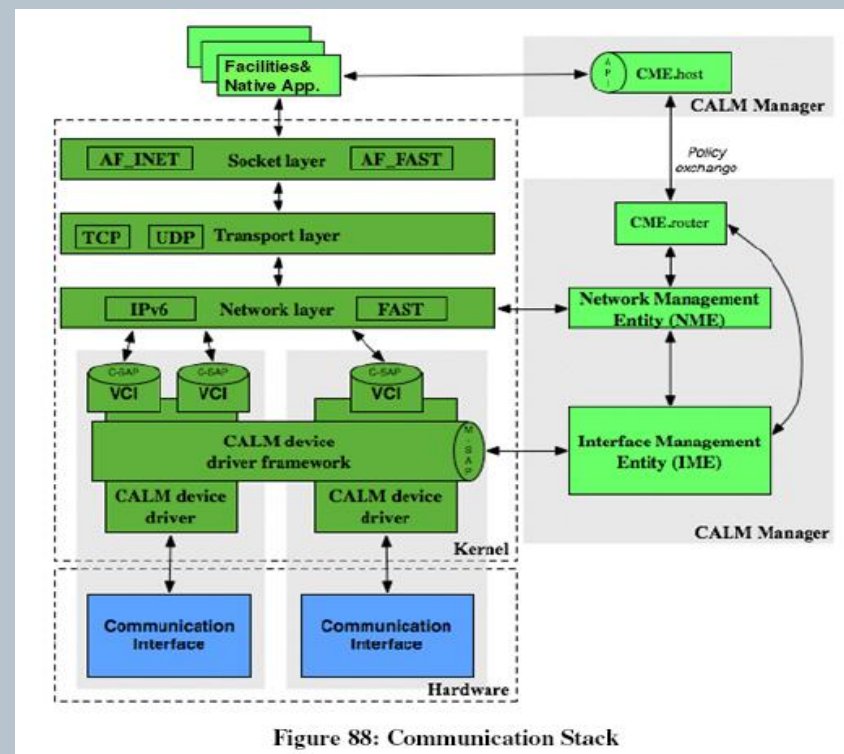 Facilities&
Native App.
API
CME.host
CALM Manager
AF_INET Socket layer AF_FAST
Policy
exchange
TCP UDP Transport layer
CME.router
IPv6 Network layer FAST
Network Management
Entity (NME)
C-SAP C-SAP C-SAP
VCI VCI VCI
CALM device
driver framework
M-SAP
Interface Management
Entity (IME)
CALM device
driver
CALM device
driver
Kernel
CALM Manager
Communication
Interface
Communication
Interface
Hardware
Figure 88: Communication Stack